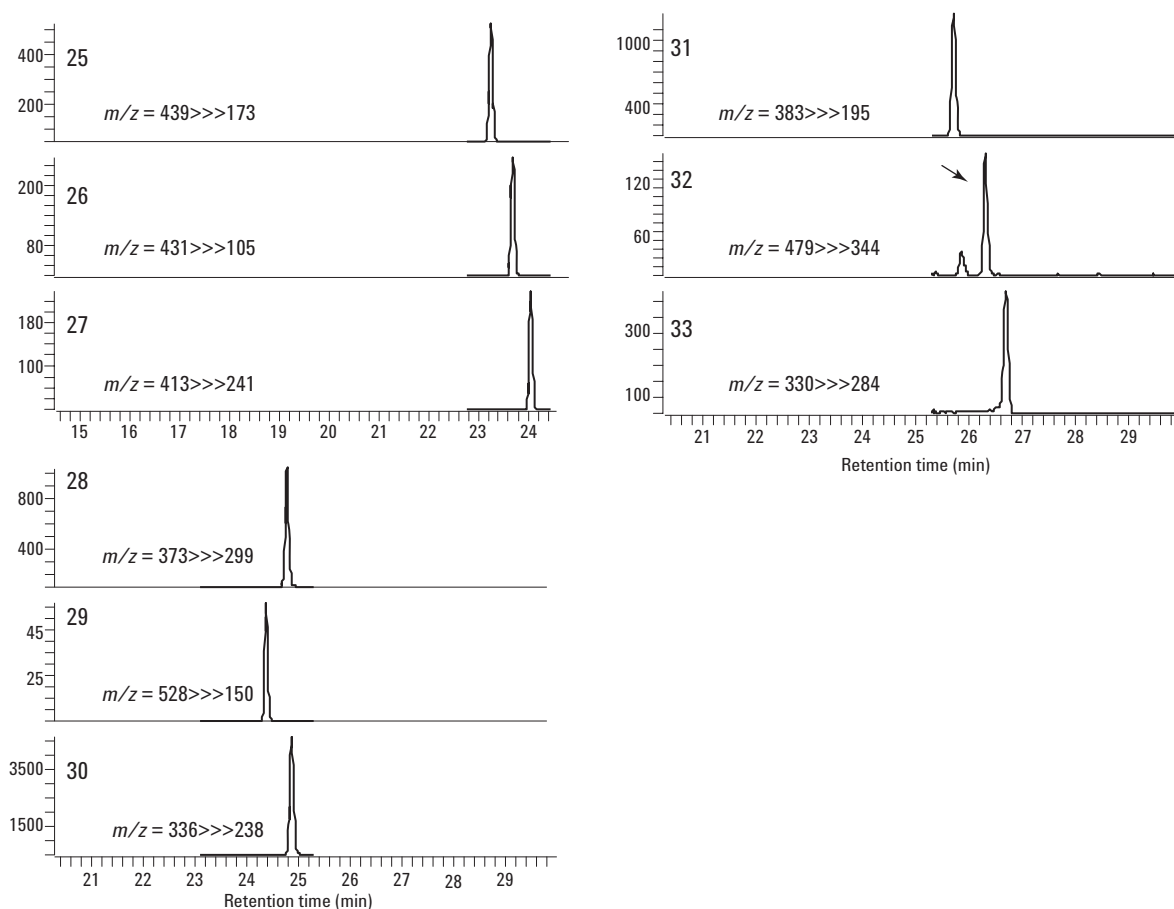 25
400
200
m/z = 439>>>173
26
200
80
m/z = 431>>>105
27
180
100
m/z = 413>>>241
15 16 17 18 19 20 21 22 23 24
28
800
400
m/z = 373>>>299
29
45
25
m/z = 528>>>150
30
3500
1500
m/z = 336>>>238
21 22 23 24 25 26 27 28 29
Retention time (min)
31
1000
400
m/z = 383>>>195
32
120
60
m/z = 479>>>344
33
300
100
m/z = 330>>>284
21 22 23 24 25 26 27 28 29
Retention time (min)